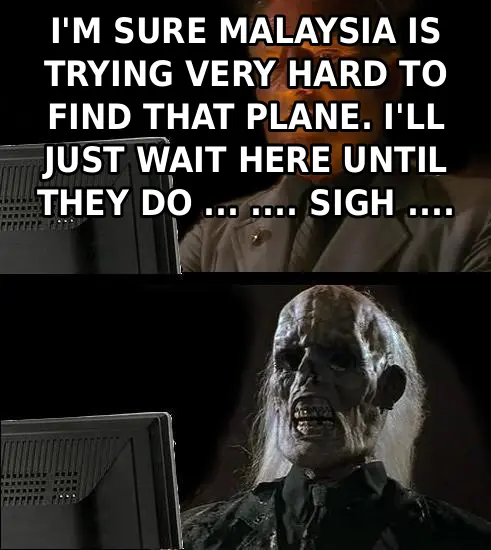 I'M SURE MALAYSIA IS
TRYING VERY HARD TO
FIND THAT PLANE. I'LL
JUST WAIT HERE UNTIL
THEY DO ... .... SIGH ....